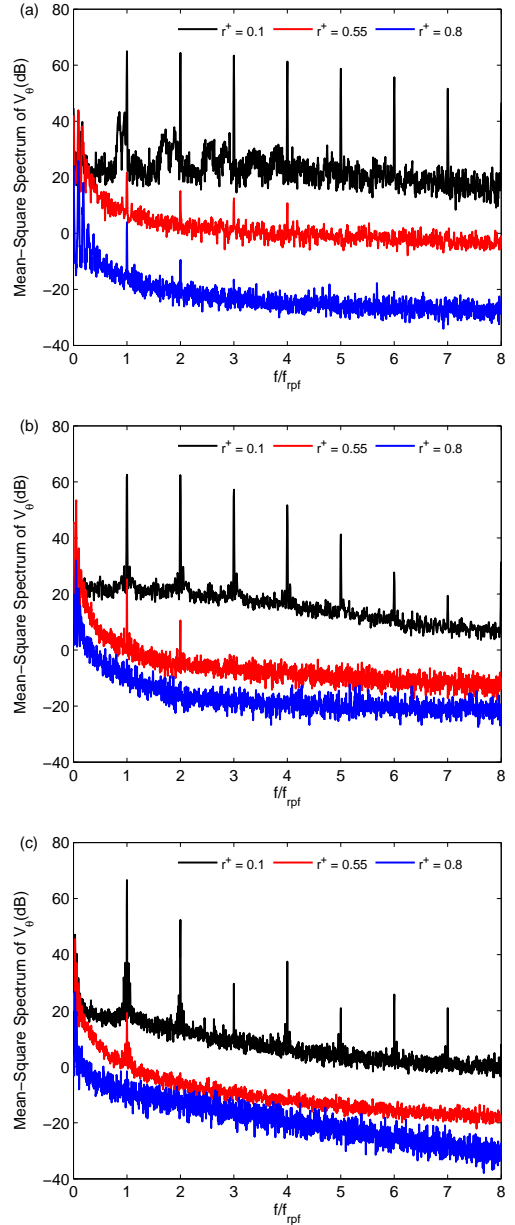 (a)
r+ = 0.1 r+ = 0.55 r+ = 0.8
80
60
40
20
0
−20
−40
Mean−Square Spectrum of Vθ(dB)
0 1 2 3 4 5 6 7 8
f/frpf
(b)
r+ = 0.1 r+ = 0.55 r+ = 0.8
80
60
40
20
0
−20
−40
Mean−Square Spectrum of Vθ(dB)
0 1 2 3 4 5 6 7 8
f/frpf
(c)
r+ = 0.1 r+ = 0.55 r+ = 0.8
80
60
40
20
0
−20
−40
Mean−Square Spectrum of Vθ(dB)
0 1 2 3 4 5 6 7 8
f/frpf